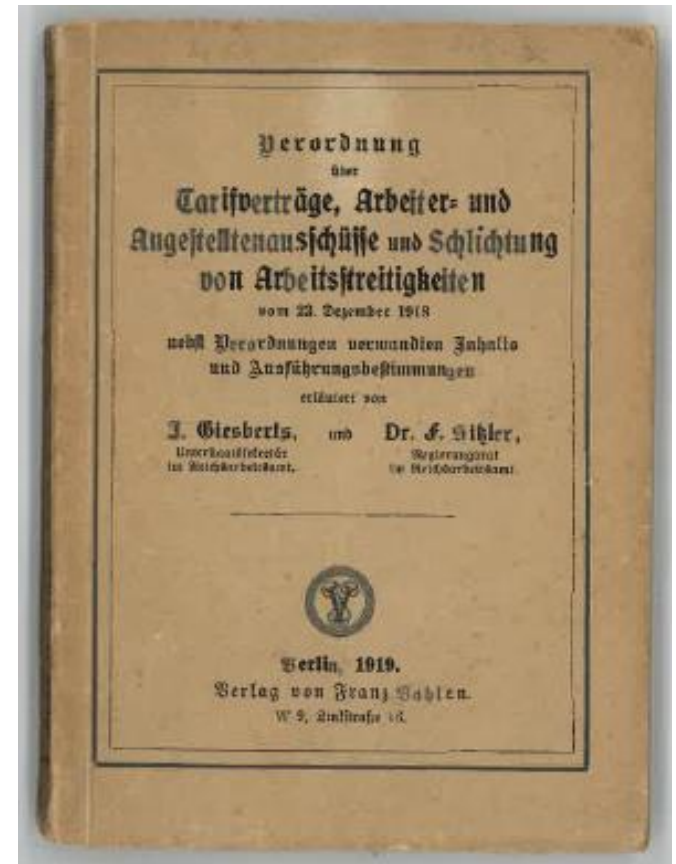 Verordnung
über
Tarifverträge, Arbeiter- und
Angestelltenausschüsse und Schlichtung
von Arbeitsstreitigkeiten
vom 23. Dezember 1918
nebst Verordnungen verwandten Inhalts
und Ausführungsbestimmungen
erläutert von
J. Giesberts, und Dr. F. Sitzler,
Unterstaatssekretär Regierungsrat
im Reichsarbeitsamt. im Reichsarbeitsamt.
Berlin, 1919.
Verlag von Franz Vahlen.
W 9, Linkstraße 16.